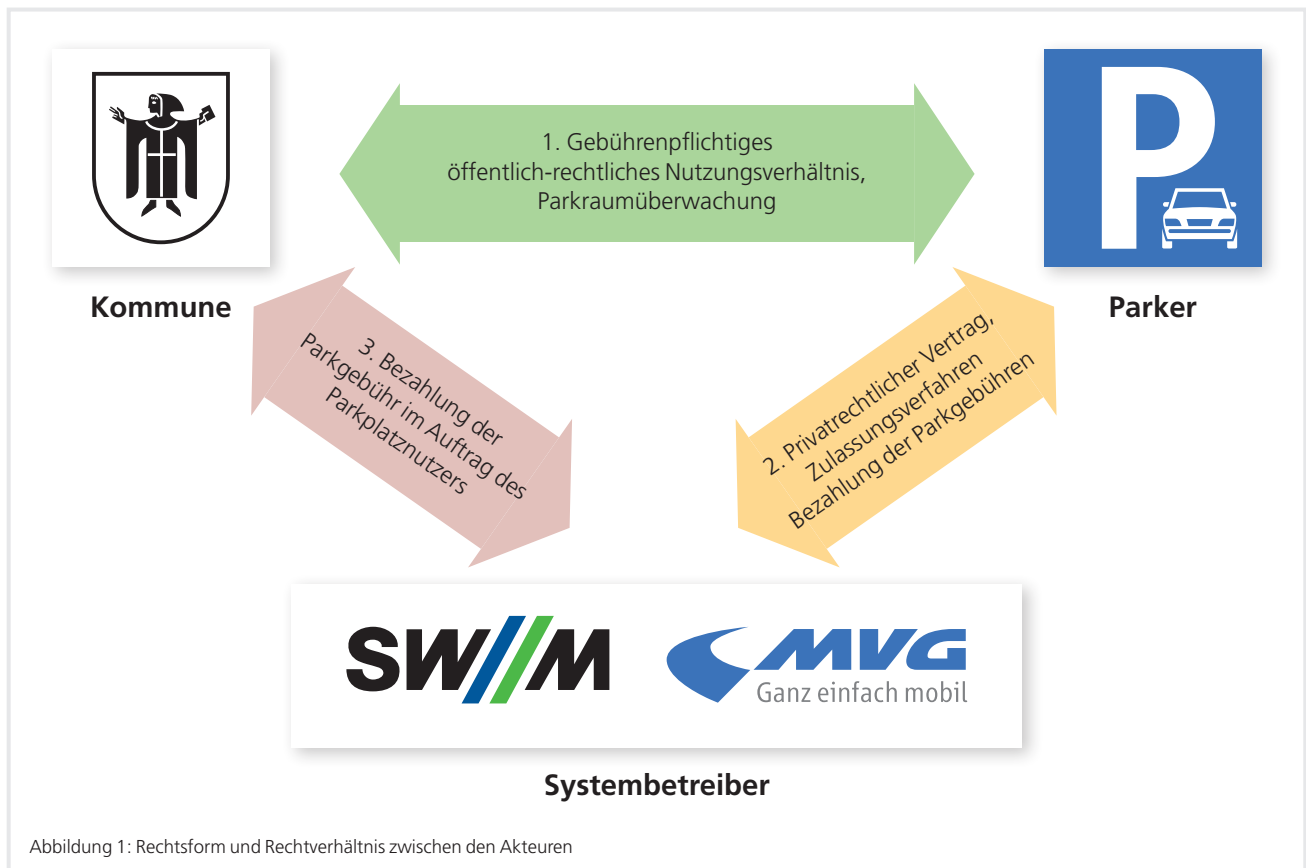 1. Gebührenpflichtiges
öffentlich-rechtliches Nutzungsverhältnis,
Parkraumüberwachung
P
Kommune
Parker
3. Bezahlung der
Parkgebühr im Auftrag des
Parkplatznutzers
2. Privatrechtlicher Vertrag,
Zulassungsverfahren
Bezahlung der Parkgebühren
SW//M
MVG
Ganz einfach mobil
Systembetreiber
Abbildung 1: Rechtsform und Rechtverhältnis zwischen den Akteuren